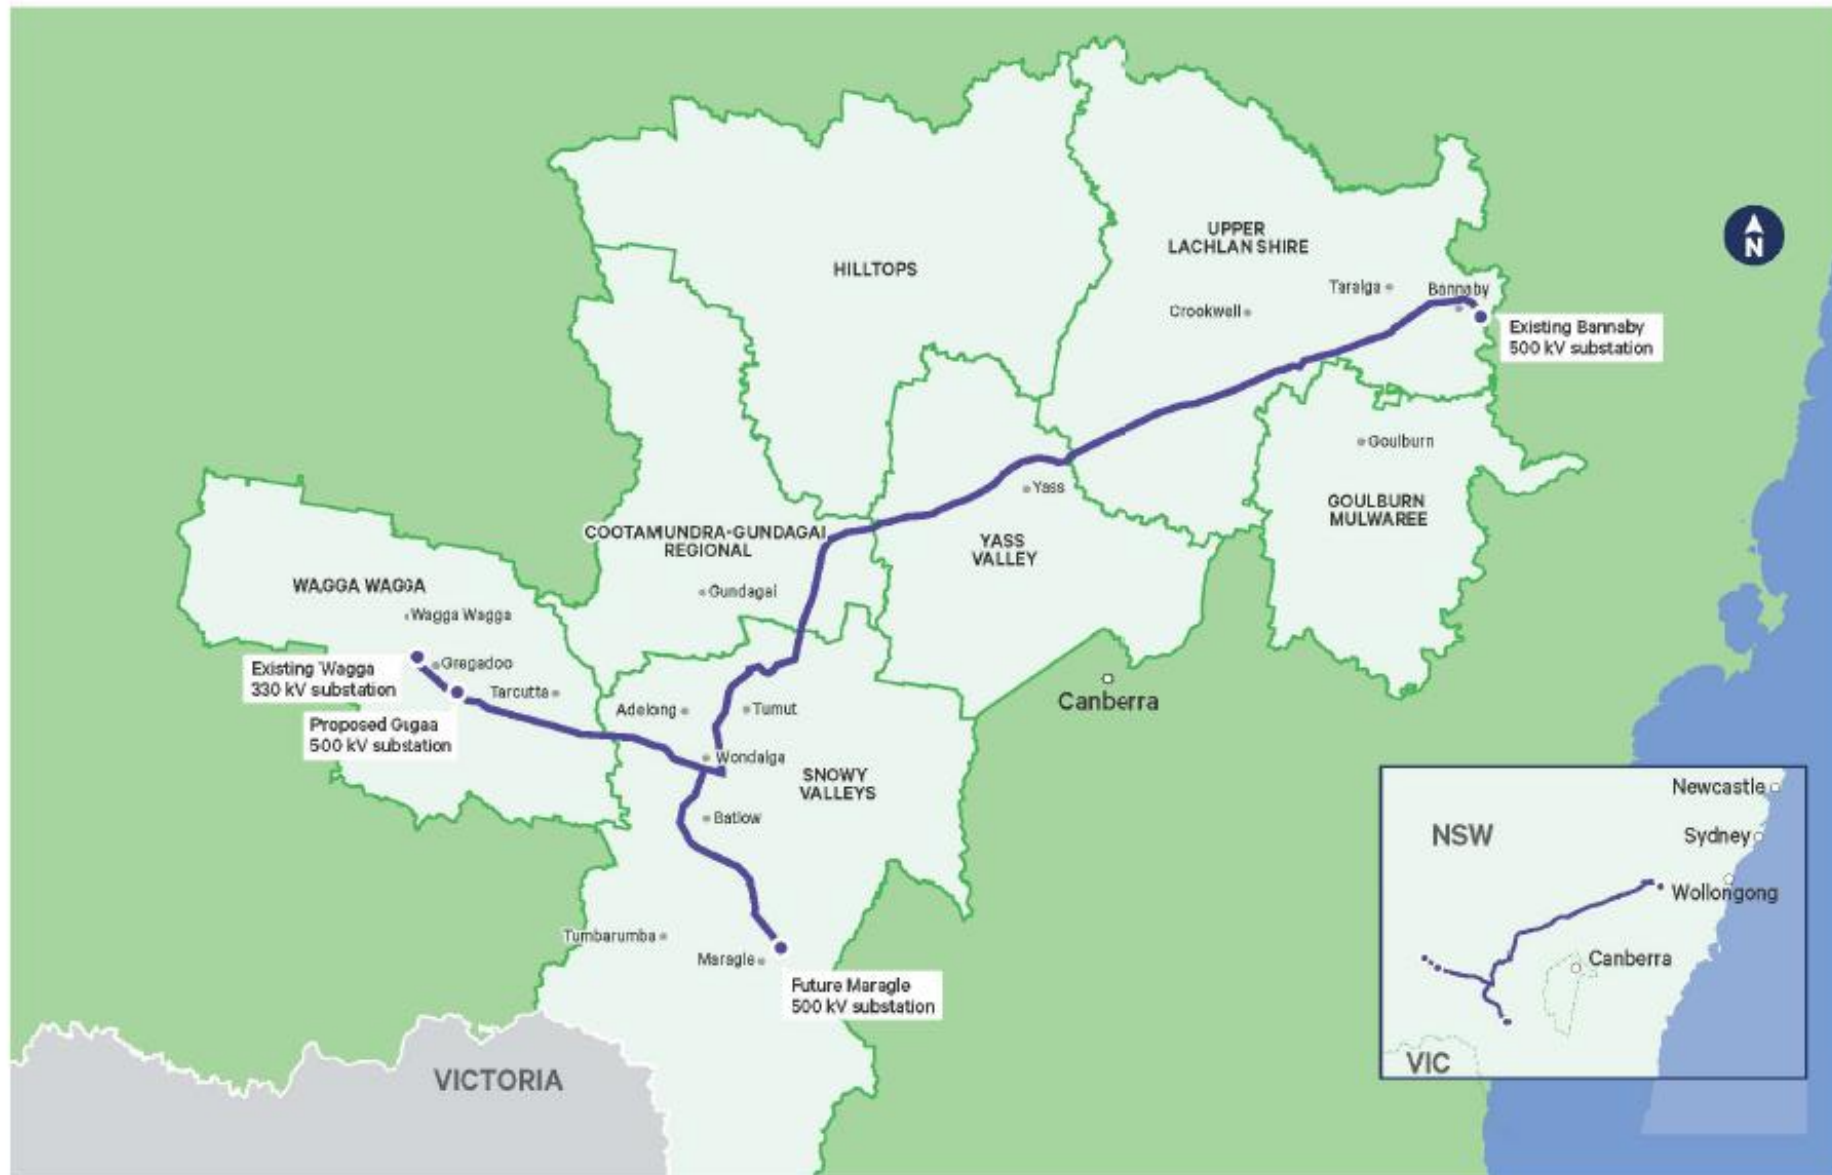 HILLTOPS
UPPER
LACHLAN SHIRE
N
Taralga
Bannaby
Crookwell
Existing Bannaby
500 kV substation
Goulburn
GOULBURN
MULWAREE
Yass
YASS
VALLEY
COOTAMUNDRA-GUNDAGAI
REGIONAL
Gundagai
WAGGA WAGGA
Wagga Wagga
Existing Wagga
330 kV substation
Gregadoo
Tarcutta
Proposed Gugaa
500 kV substation
Adelong
Tumut
Wondalga
SNOWY
VALLEYS
Batlow
Canberra
Tumbarumba
Maragle
Future Maragle
500 kV substation
VICTORIA
Newcastle
NSW
Sydney
Wollongong
Canberra
VIC